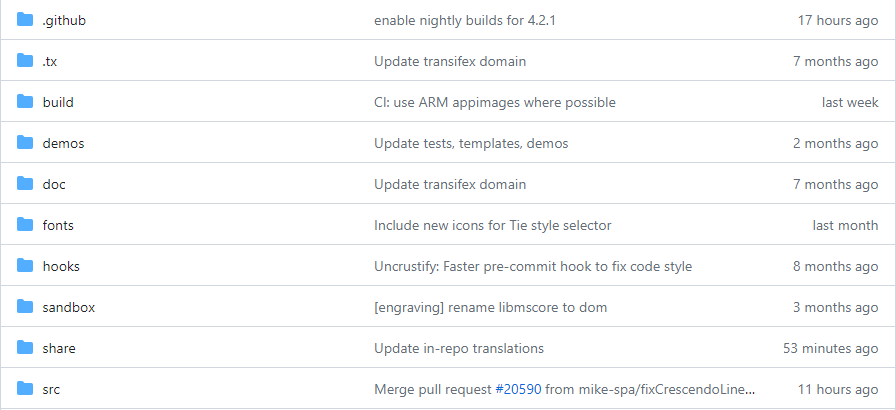 .github enable nightly builds for 4.2.1 17 hours ago
.tx Update transifex domain 7 months ago
build CI: use ARM appimages where possible last week
demos Update tests, templates, demos 2 months ago
doc Update transifex domain 7 months ago
fonts Include new icons for Tie style selector last month
hooks Uncrustify: Faster pre-commit hook to fix code style 8 months ago
sandbox [engraving] rename libmscore to dom 3 months ago
share Update in-repo translations 53 minutes ago
src Merge pull request #20590 from mike-spa/fixCrescendoLine... 11 hours ago